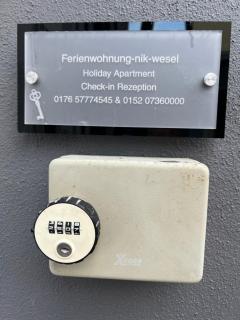 Ferienwohnung-nik-wesel
Holiday Apartment
Check-in Rezeption
0176 57774545 & 0152 07360000